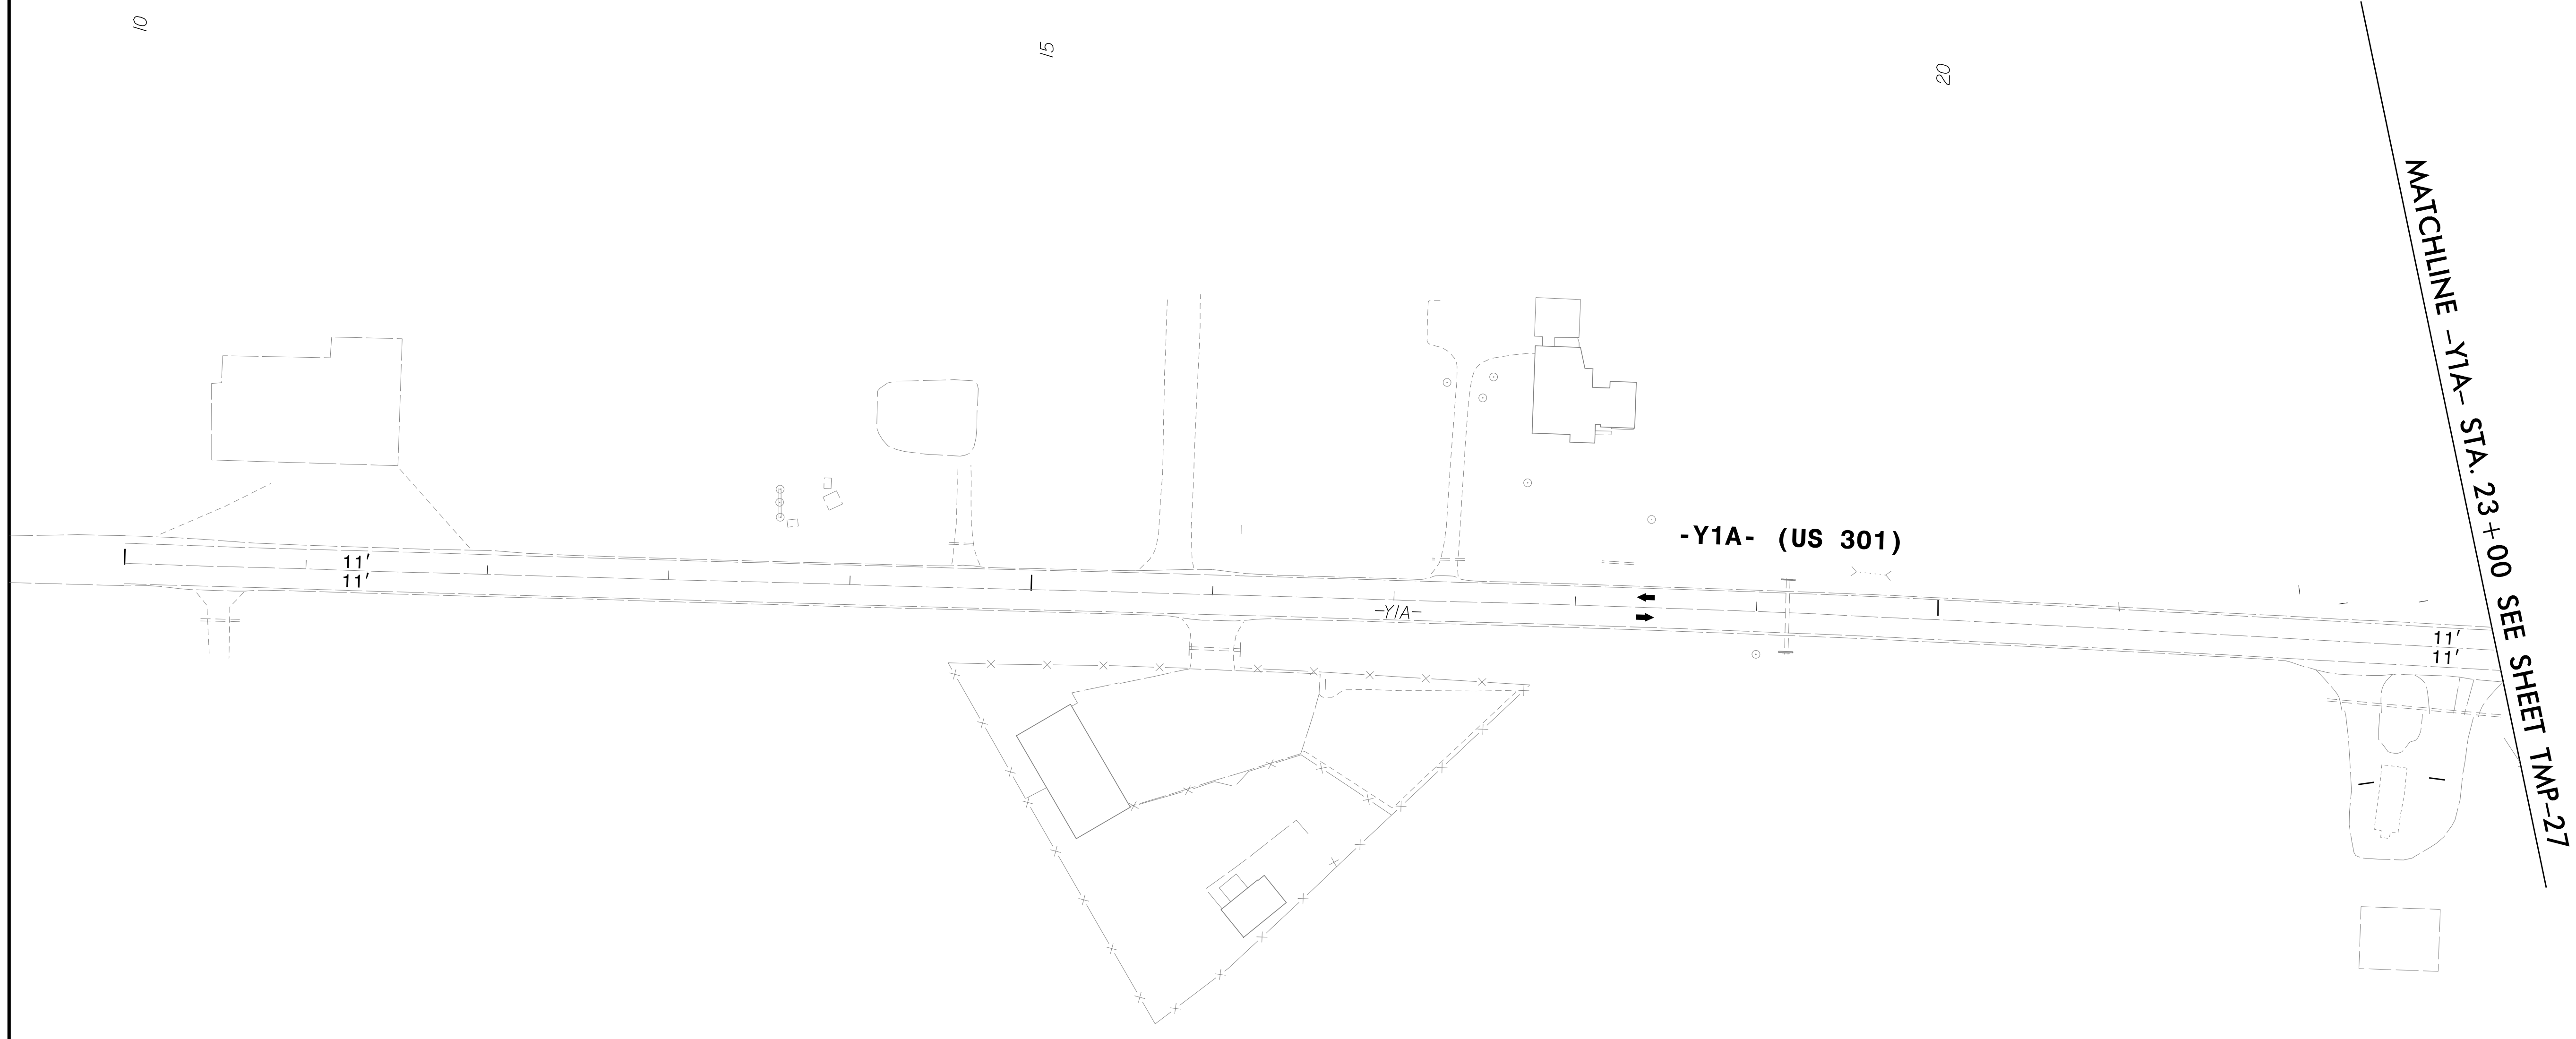 10
15
20
MATCHLINE -Y1A- STA. 23+00 SEE SHEET TMP-27
-Y1A- (US 301)
11'
11'
-Y1A-
11'
11'